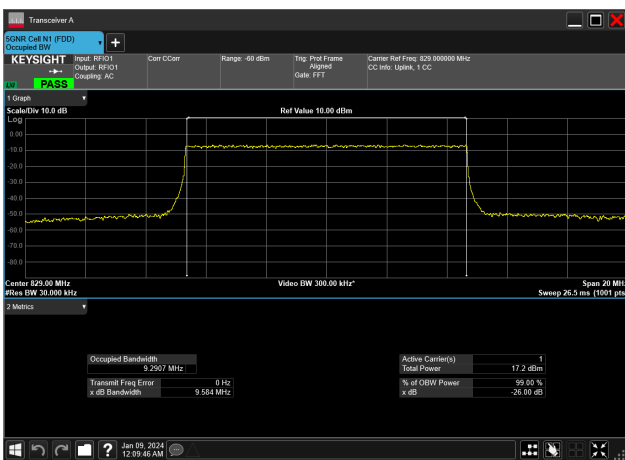 Transceiver A
5GNR Cell N1 (FDD)
Occupied BW
KEYSIGHT
LXI
PASS
Input: RFIO1
Output: RFIO1
Coupling: AC
Corr CCorr
Range: -60 dBm
Trig: Prot Frame
Aligned
Gate: FFT
Carrier Ref Freq: 829.000000 MHz
CC Info: Uplink, 1 CC
1 Graph
Scale/Div 10.0 dB
Ref Value 10.00 dBm
Log
0.00
-10.0
-20.0
-30.0
-40.0
-50.0
-60.0
-70.0
-80.0
Center 829.00 MHz
Video BW 300.00 kHz*
Span 20 MHz
#Res BW 30.000 kHz
Sweep 26.5 ms (1001 pts
2 Metrics
Occupied Bandwidth
9.2907 MHz
Active Carrier(s) 1
Total Power 17.2 dBm
Transmit Freq Error 0 Hz
x dB Bandwidth 9.584 MHz
% of OBW Power 99.00 %
x dB -26.00 dB
?
Jan 09, 2024
12:09:46 AM